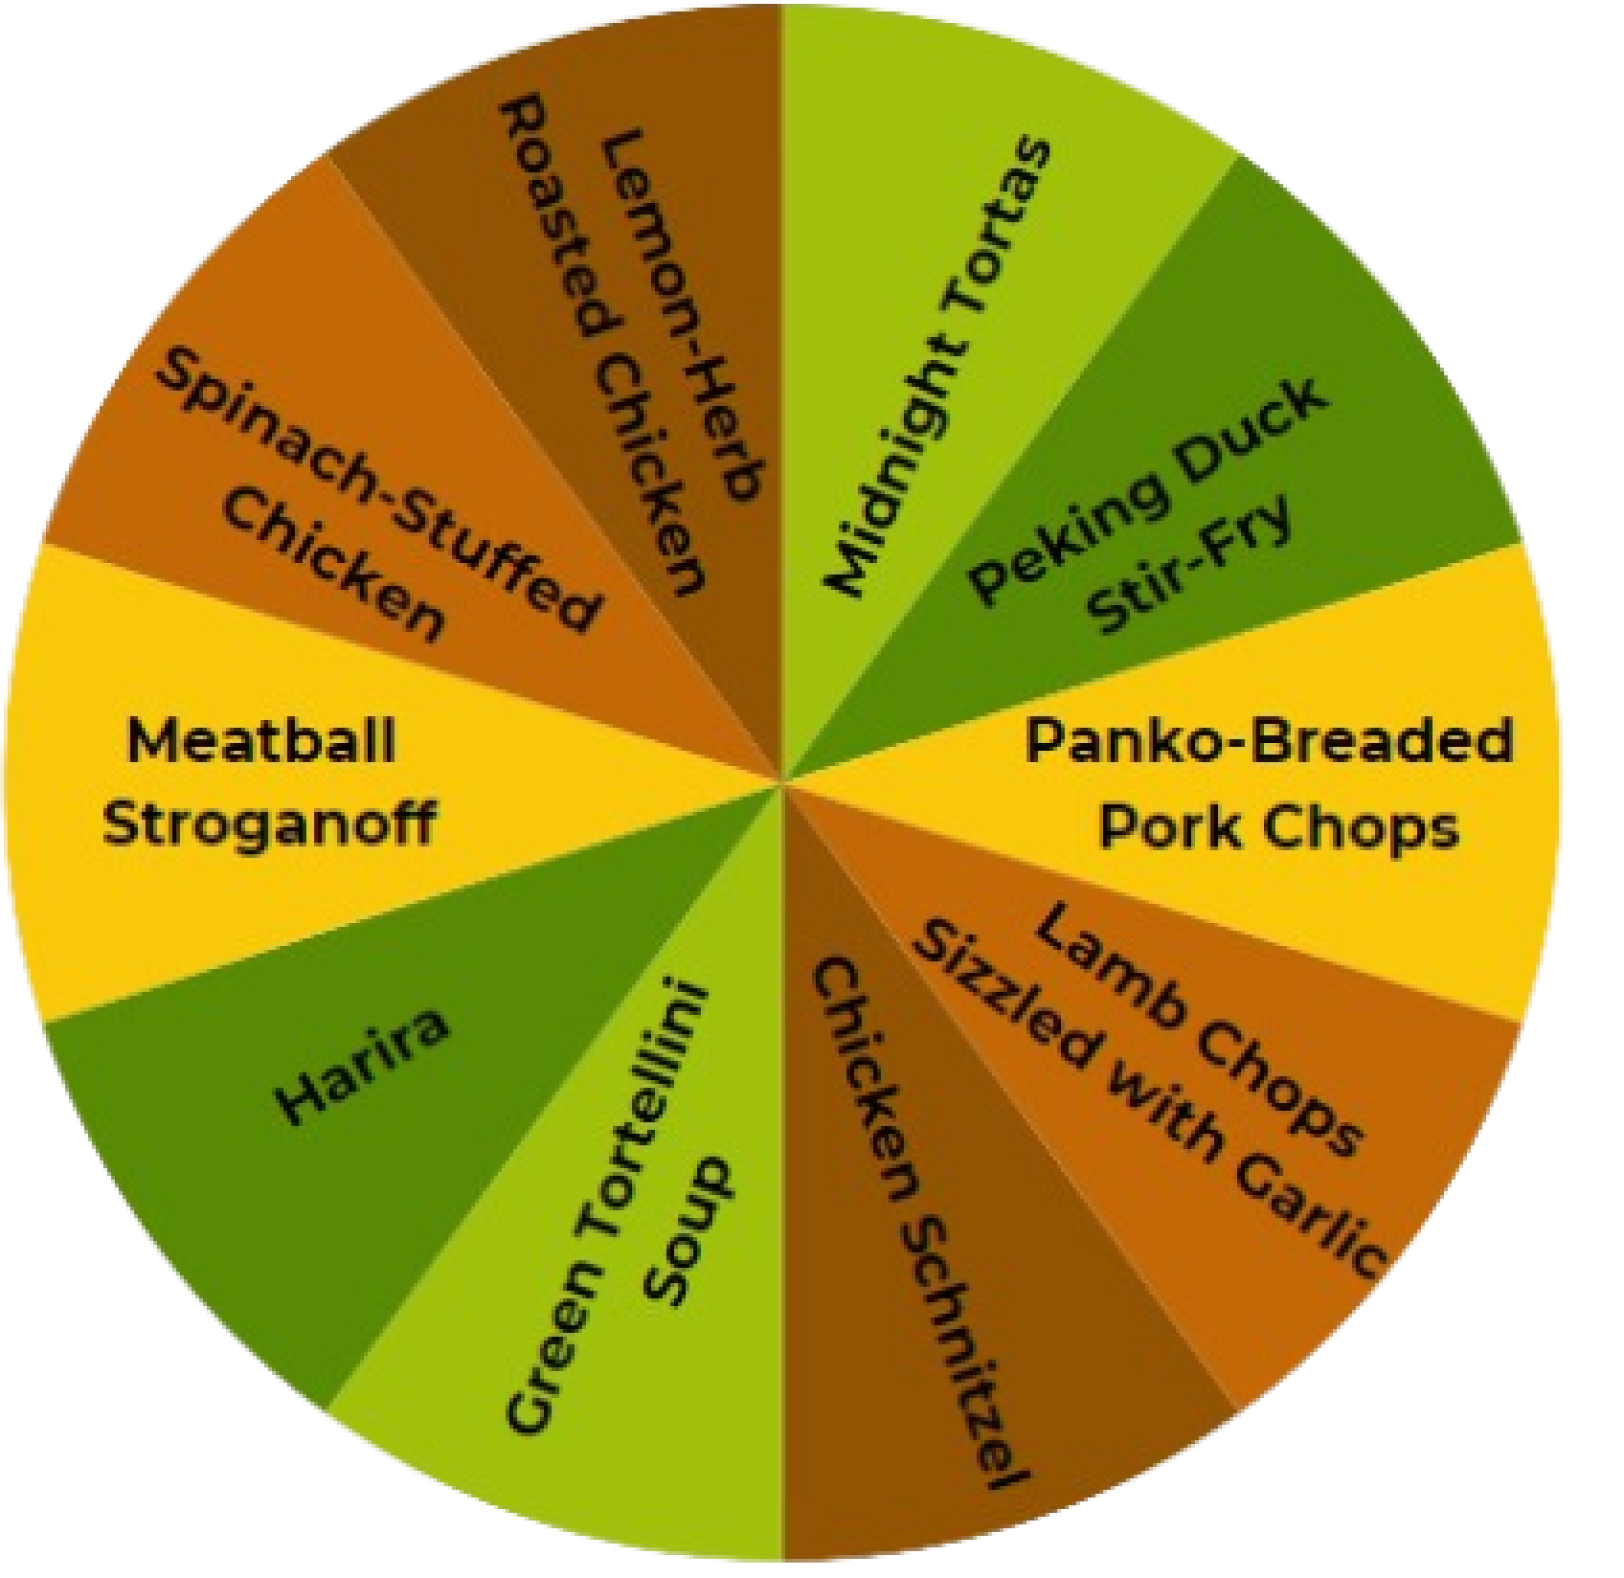 Midnight Tortas
Peking Duck
Stir-Fry
Panko-Breaded
Pork Chops
Lamb Chops
Sizzled with Garlic
Chicken Schnitzel
Green Tortellini
Soup
Harira
Meatball
Stroganoff
Spinach-Stuffed
Chicken
Lemon-Herb
Roasted Chicken